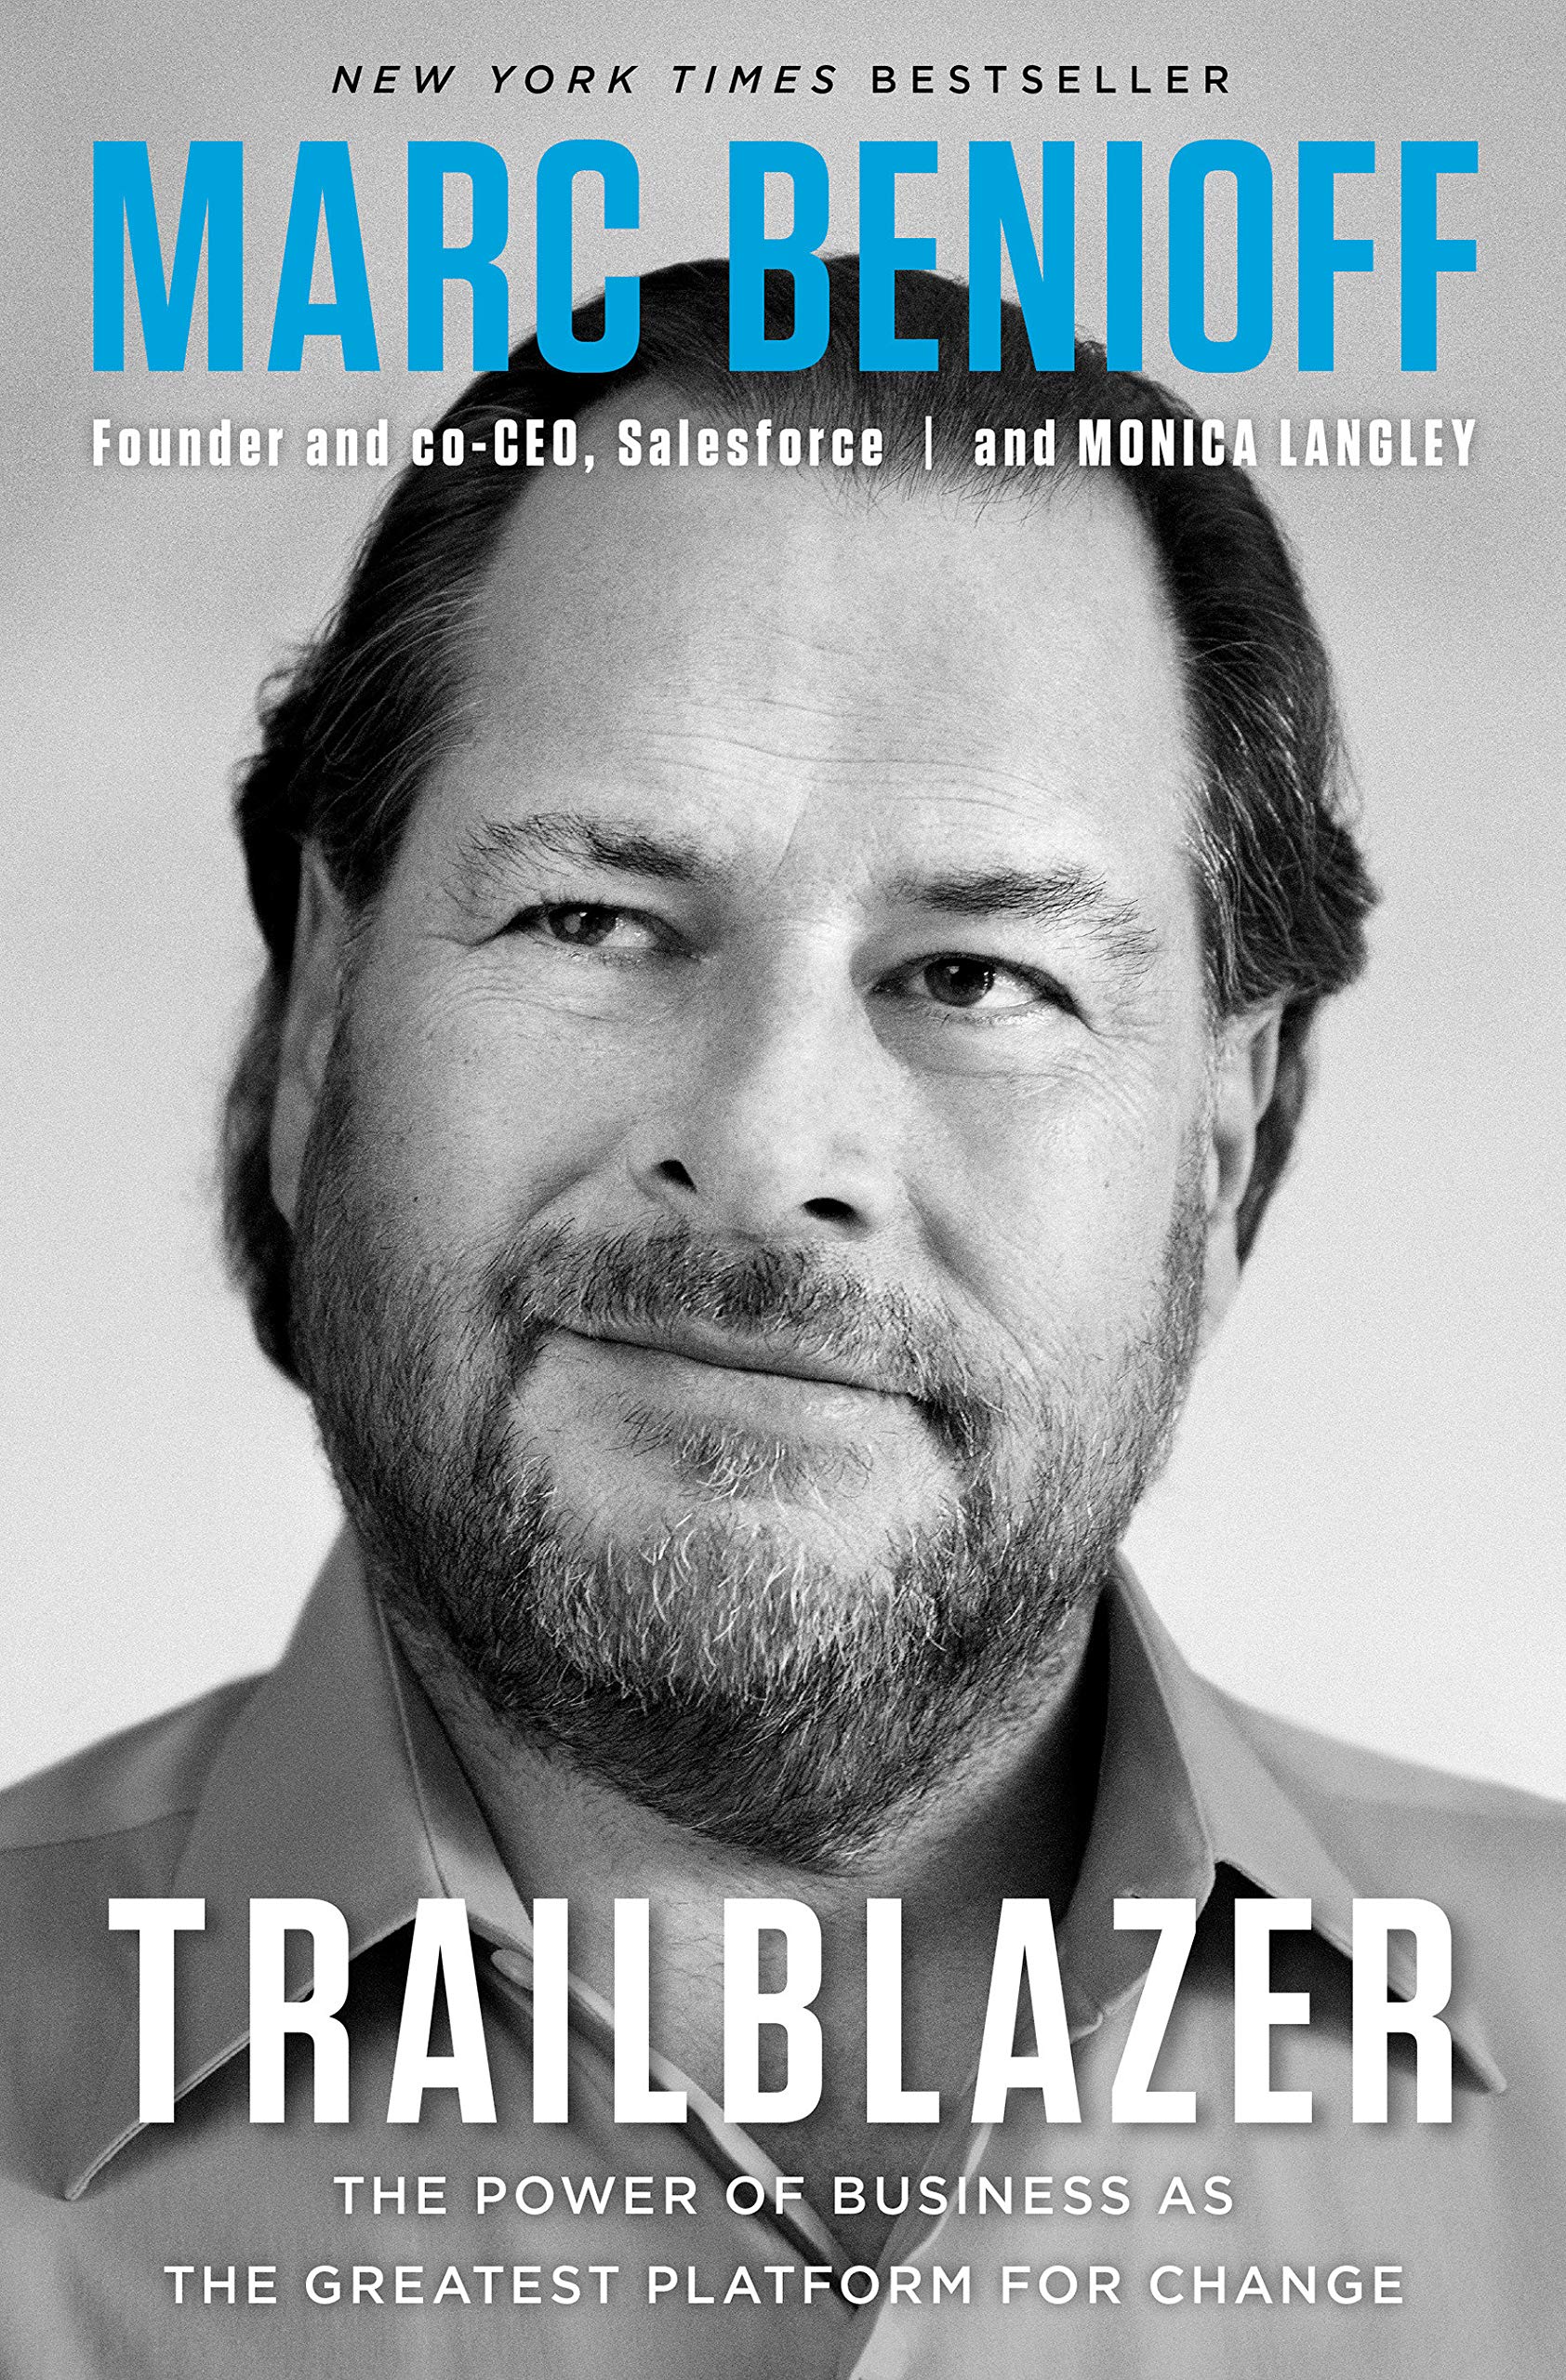 NEW YORK TIMES BESTSELLER
MARC BENIOFF
Founder and co-CEO, Salesforce | and MONICA LANGLEY
TRAILBLAZER
THE POWER OF BUSINESS AS
THE GREATEST PLATFORM FOR CHANGE